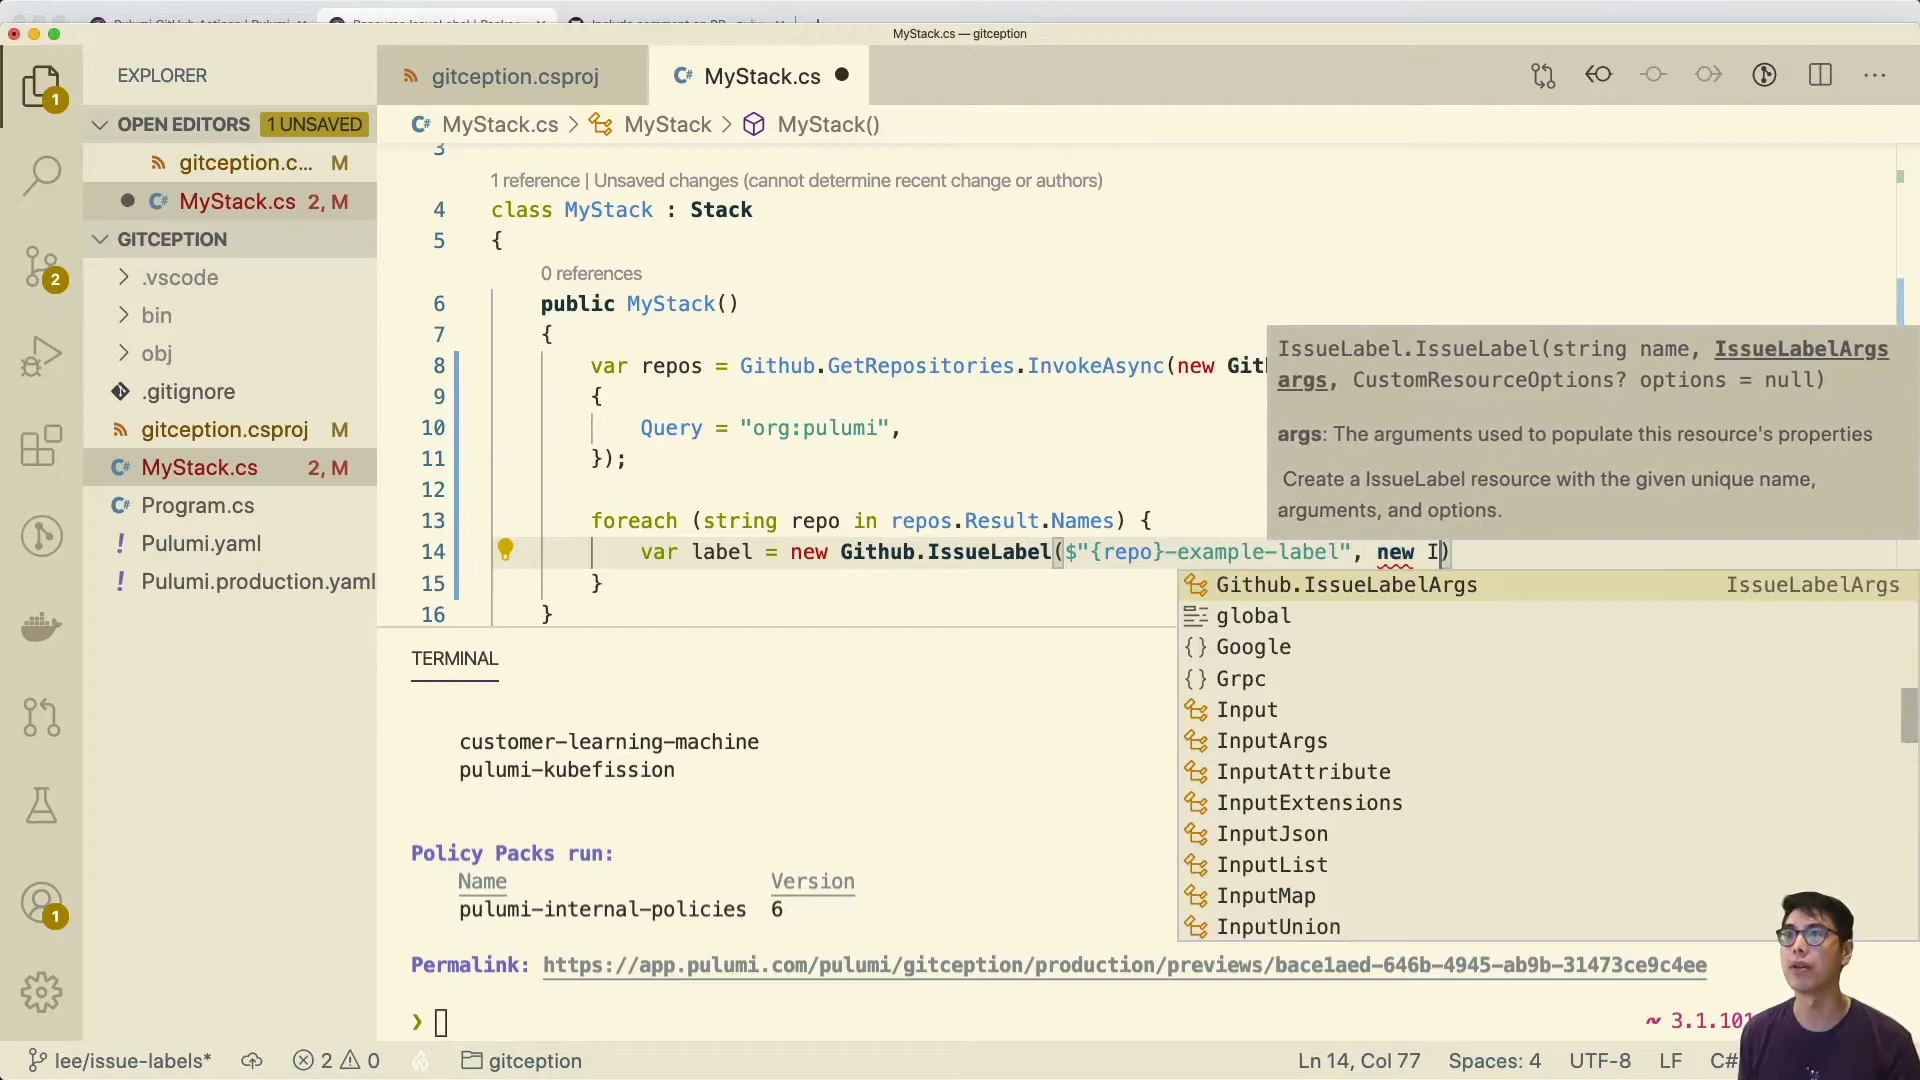 MyStack.cs — gitception
EXPLORER
gitception.csproj
MyStack.cs
OPEN EDITORS 1 UNSAVED
MyStack.cs > MyStack > MyStack()
gitception.c... M
MyStack.cs 2, M
GITCEPTION
.vscode
bin
obj
.gitignore
gitception.csproj M
MyStack.cs 2, M
Program.cs
Pulumi.yaml
Pulumi.production.yaml
1
2
1
3
1 reference | Unsaved changes (cannot determine recent change or authors)
4 class MyStack : Stack
5 {
0 references
6 public MyStack()
7 {
8 var repos = Github.GetRepositories.InvokeAsync(new Git
9 {
10 Query = "org:pulumi",
11 });
12
13 foreach (string repo in repos.Result.Names) {
14 var label = new Github.IssueLabel($"{repo}-example-label", new I)
15 }
16 }
IssueLabel.IssueLabel(string name, IssueLabelArgs
args, CustomResourceOptions? options = null)
args: The arguments used to populate this resource's properties
Create a IssueLabel resource with the given unique name,
arguments, and options.
Github.IssueLabelArgs IssueLabelArgs
global
Google
Grpc
Input
InputArgs
InputAttribute
InputExtensions
InputJson
InputList
InputMap
InputUnion
TERMINAL
customer-learning-machine
pulumi-kubefission
Policy Packs run:
Name Version
pulumi-internal-policies 6
Permalink: https://app.pulumi.com/pulumi/gitception/production/previews/bace1aed-646b-4945-ab9b-31473ce9c4ee
❯
~ 3.1.101
lee/issue-labels* 2 0 gitception Ln 14, Col 77 Spaces: 4 UTF-8 LF C#